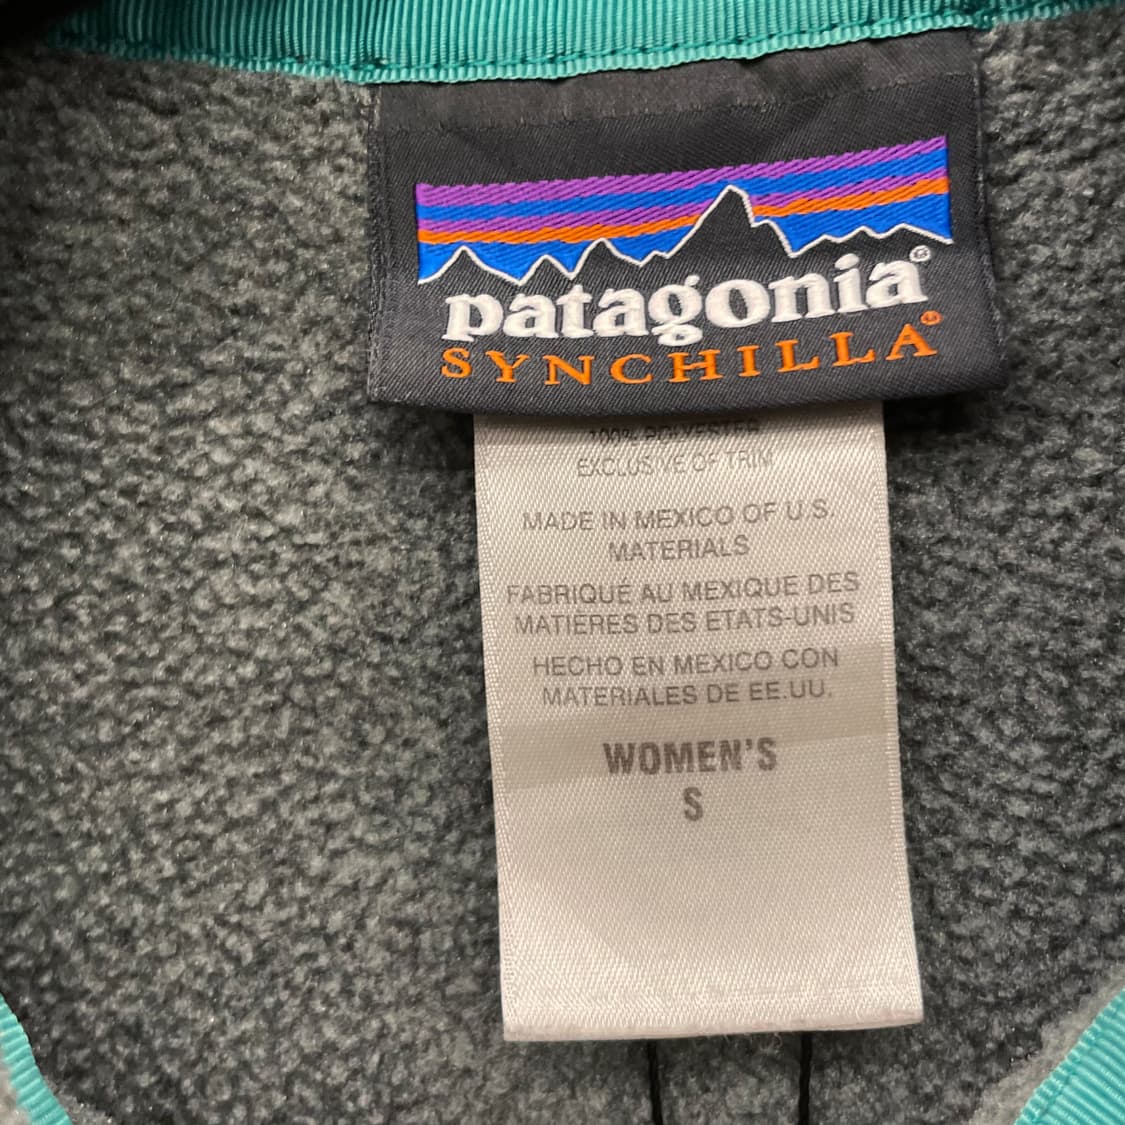 patagonia®
SYNCHILLA®
100% POLYESTER
EXCLUSIVE OF TRIM
MADE IN MEXICO OF U.S.
MATERIALS
FABRIQUÉ AU MEXIQUE DES
MATIÈRES DES ETATS-UNIS
HECHO EN MEXICO CON
MATERIALES DE EE.UU.
WOMEN'S
S